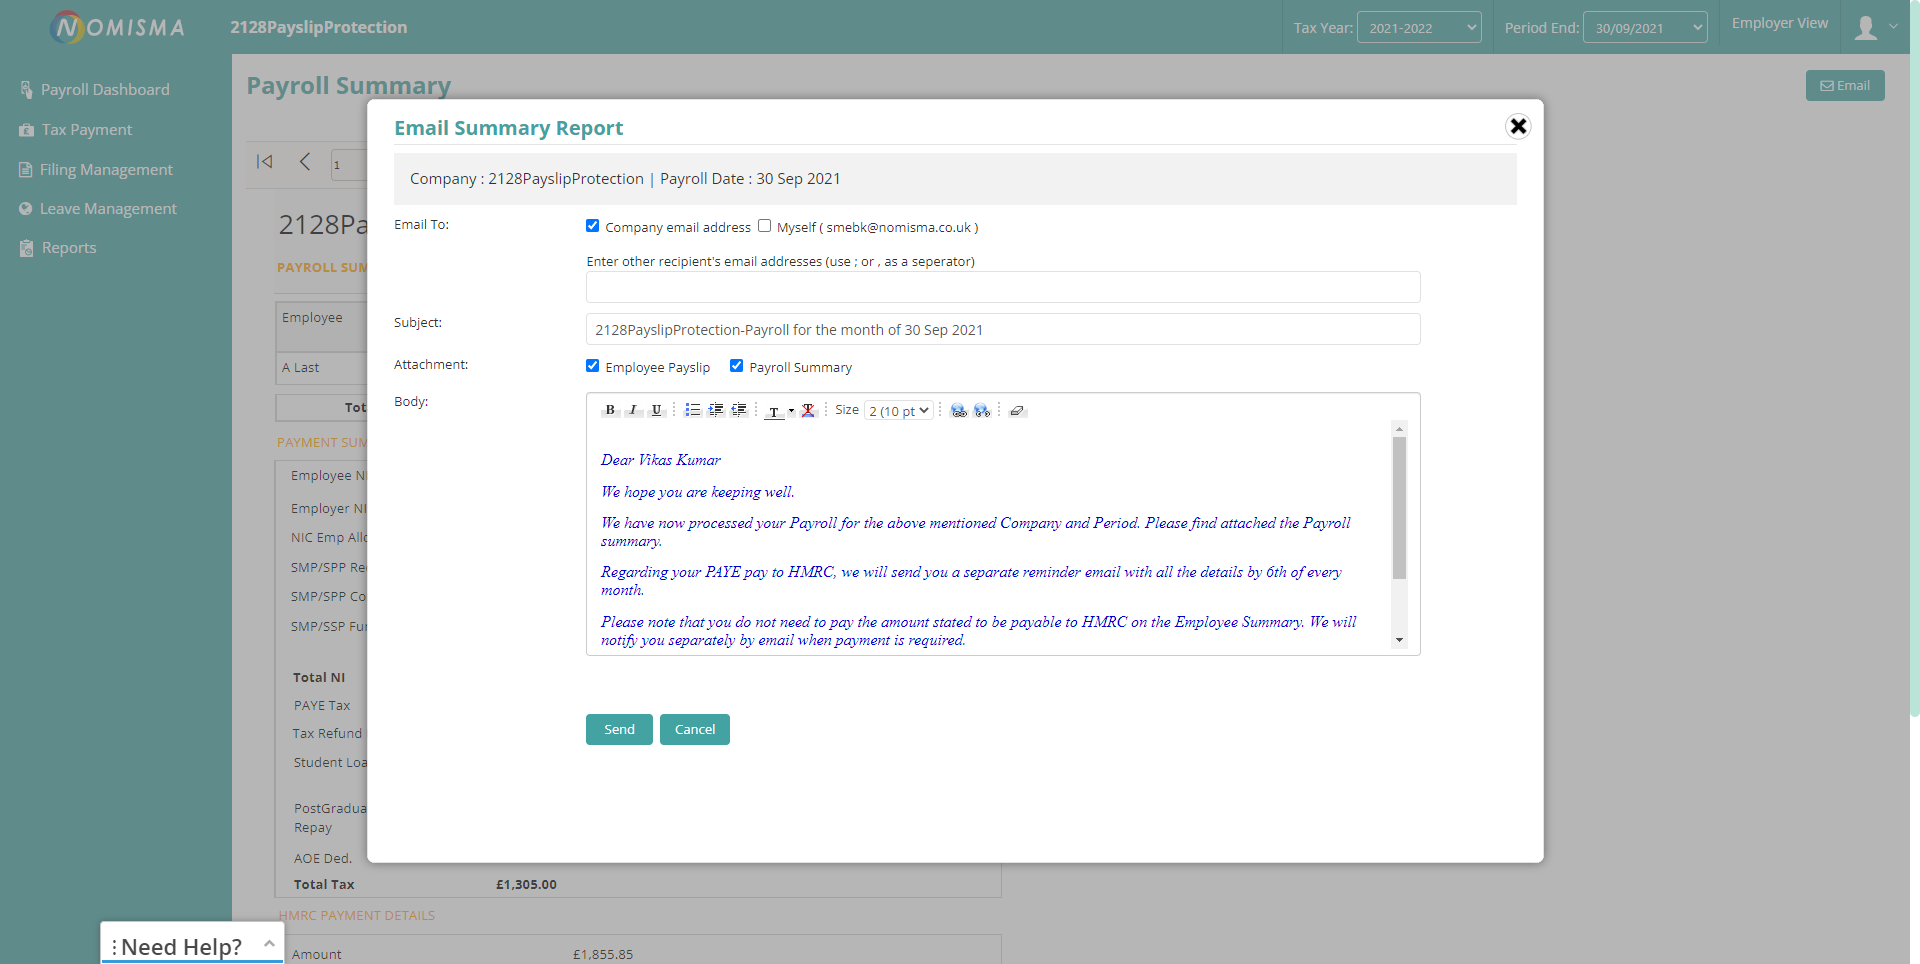 NOMISMA
2128PayslipProtection
Tax Year: 2021-2022
Period End: 30/09/2021
Employer View
Payroll Dashboard
Tax Payment
Filing Management
Leave Management
Reports
Payroll Summary
Email
1
2128Pa
PAYROLL SUM
Employee
A Last
Tot
PAYMENT SUM
Employee N
Employer NI
NIC Emp Allo
SMP/SPP Re
SMP/SPP Co
SMP/SSP Fu
Total NI
PAYE Tax
Tax Refund
Student Loa
PostGradua
Repay
AOE Ded.
Total Tax £1,305.00
HMRC PAYMENT DETAILS
Amount £1,855.85
Email Summary Report
Company : 2128PayslipProtection | Payroll Date : 30 Sep 2021
Email To:
Company email address Myself ( smebk@nomisma.co.uk )
Enter other recipient's email addresses (use ; or , as a seperator)
Subject:
2128PayslipProtection-Payroll for the month of 30 Sep 2021
Attachment:
Employee Payslip Payroll Summary
Body:
B I U T Size 2 (10 pt
Dear Vikas Kumar
We hope you are keeping well.
We have now processed your Payroll for the above mentioned Company and Period. Please find attached the Payroll
summary.
Regarding your PAYE pay to HMRC, we will send you a separate reminder email with all the details by 6th of every
month.
Please note that you do not need to pay the amount stated to be payable to HMRC on the Employee Summary. We will
notify you separately by email when payment is required.
Send Cancel
Need Help?